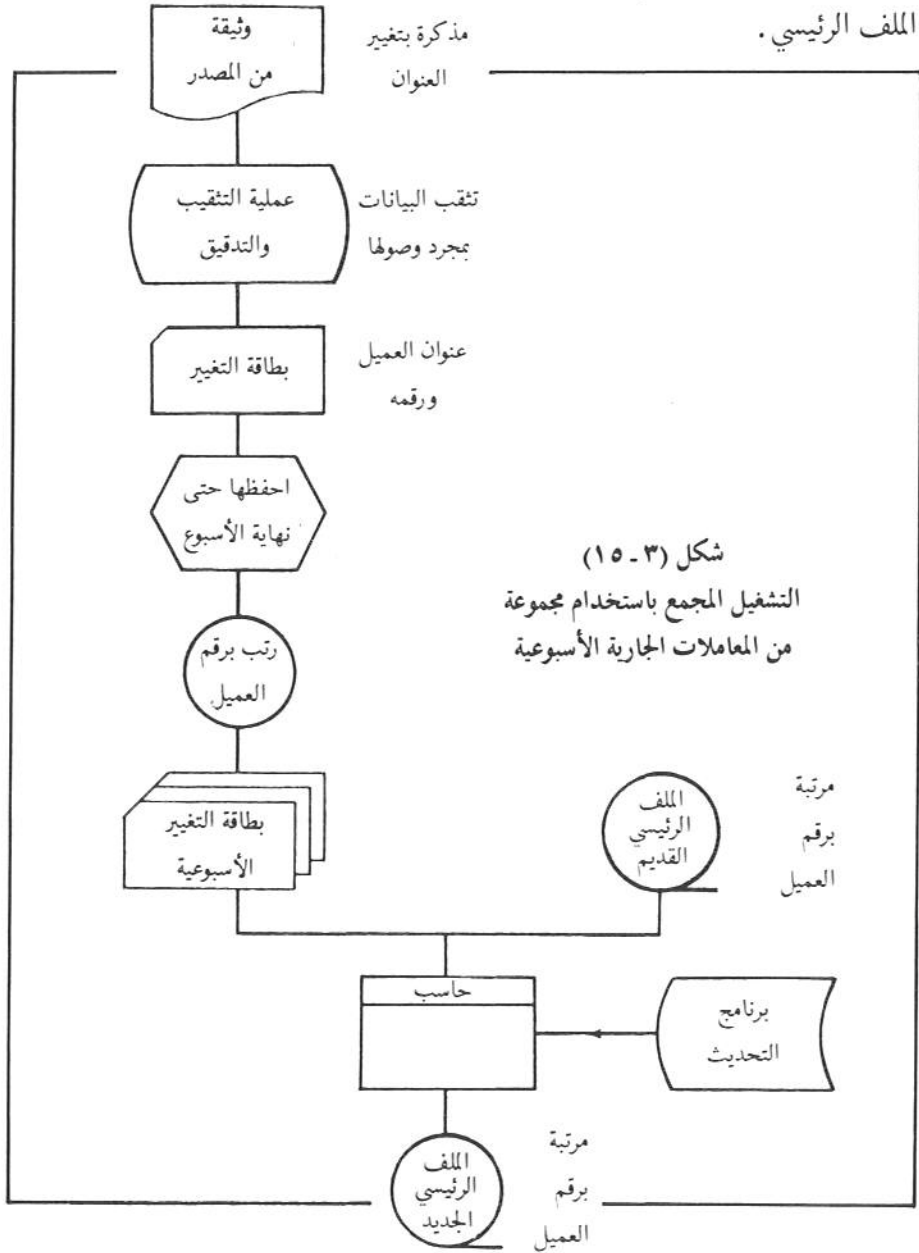 الملف الرئيسي .
وثيقة
من المصدر
مذكرة بتغيير
العنوان
عملية التثقيب
والتدقيق
تثقب البيانات
بمجرد وصولها
بطاقة التغيير
عنوان العميل
ورقمه
احفظها حتى
نهاية الأسبوع
شكل (٣ ـ ١٥)
التشغيل المجمع باستخدام مجموعة
من المعاملات الجارية الأسبوعية
رتب برقم
العميل
بطاقة التغيير
الأسبوعية
الملف
الرئيسي
القديم
مرتبة
برقم
العميل
حاسب
برنامج
التحديث
الملف
الرئيسي
الجديد
مرتبة
برقم
العميل